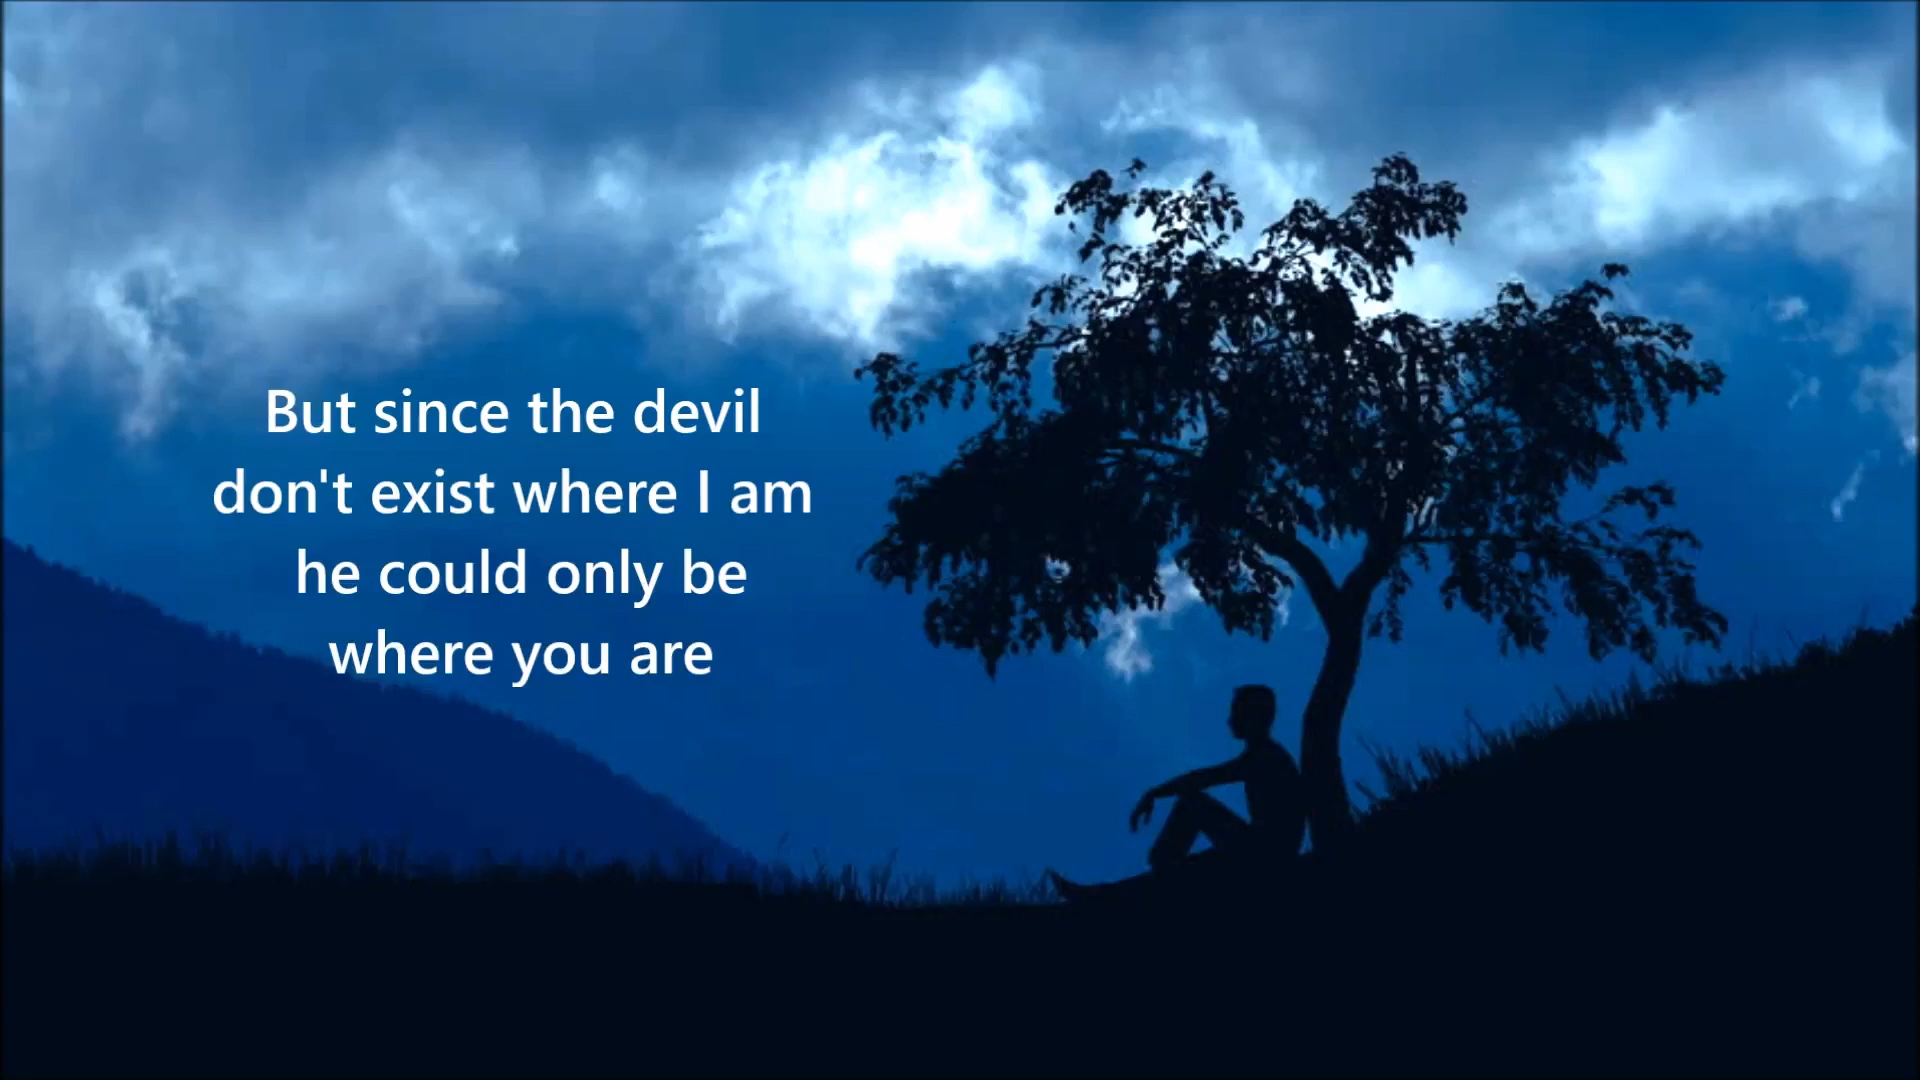 But since the devil
don't exist where I am
he could only be
where you are